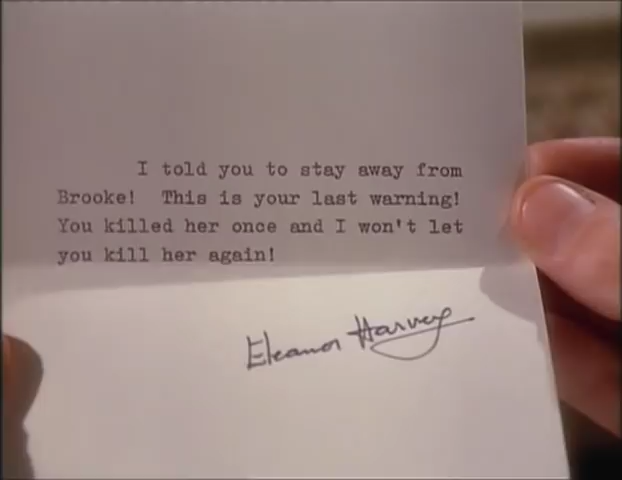 I told you to stay away from
Brooke! This is your last warning!
You killed her once and I won't let
you kill her again!
Eleanor Harvey